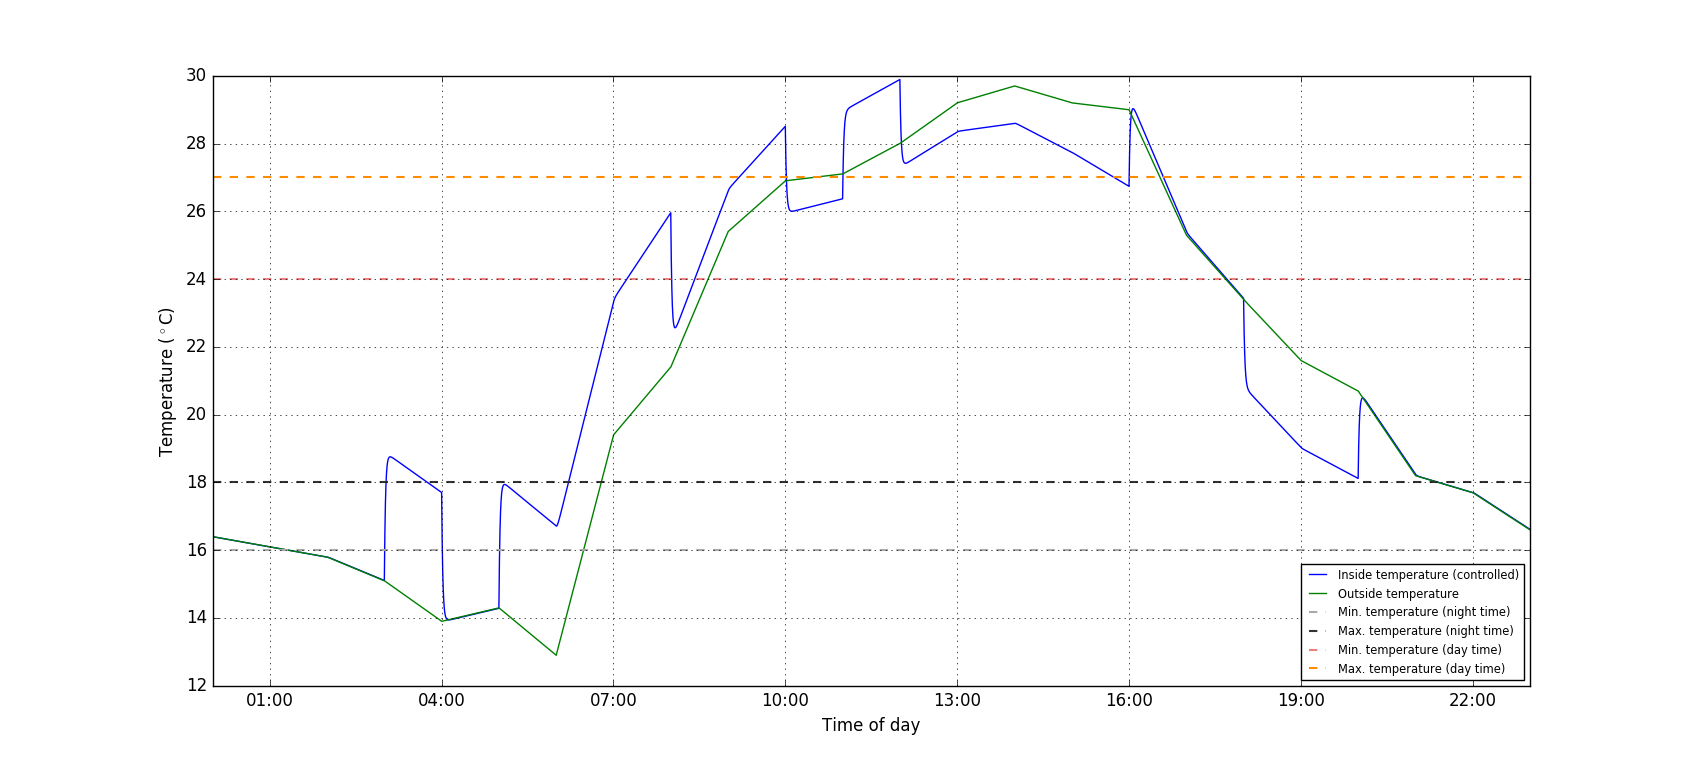 30
28
26
24
22
20
18
16
14
12
Temperature (°C)
01:00 04:00 07:00 10:00 13:00 16:00 19:00 22:00
Time of day
Inside temperature (controlled)
Outside temperature
Min. temperature (night time)
Max. temperature (night time)
Min. temperature (day time)
Max. temperature (day time)